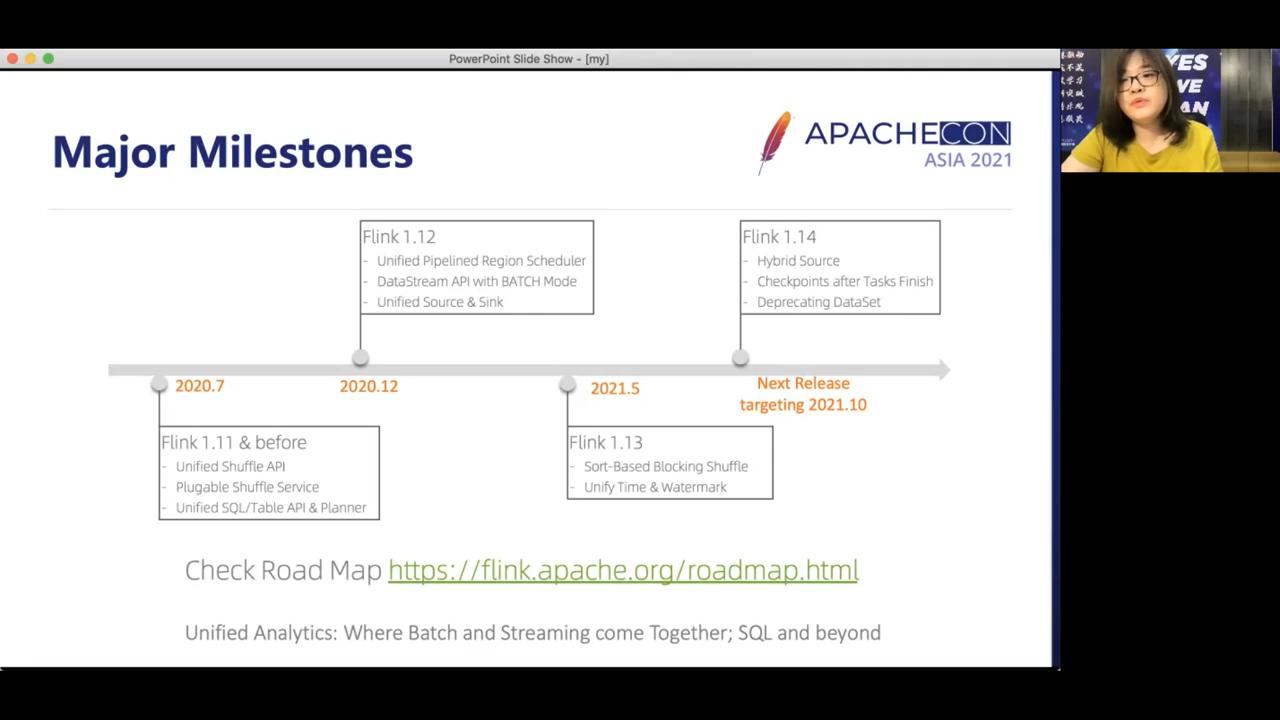 PowerPoint Slide Show - [my]
Major Milestones
APACHECON
ASIA 2021
YES
WE
Flink 1.12
- Unified Pipelined Region Scheduler
- DataStream API with BATCH Mode
- Unified Source & Sink
Flink 1.14
- Hybrid Source
- Checkpoints after Tasks Finish
- Deprecating DataSet
2020.7
2020.12
2021.5
Next Release
targeting 2021.10
Flink 1.11 & before
- Unified Shuffle API
- Plugable Shuffle Service
- Unified SQL/Table API & Planner
Flink 1.13
- Sort-Based Blocking Shuffle
- Unify Time & Watermark
Check Road Map https://flink.apache.org/roadmap.html
Unified Analytics: Where Batch and Streaming come Together; SQL and beyond